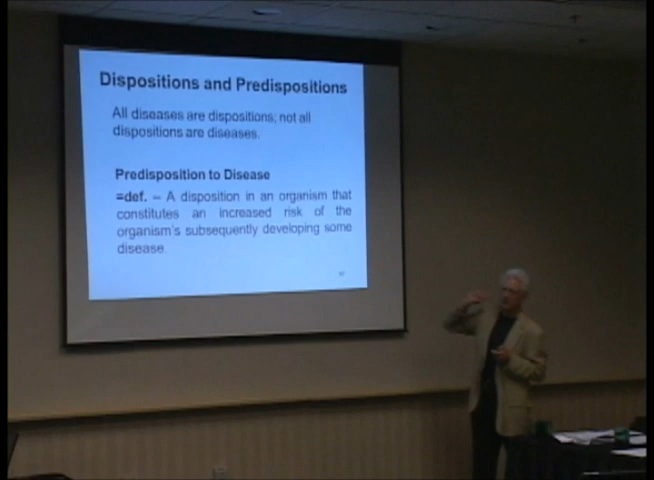 Dispositions and Predispositions
All diseases are dispositions; not all
dispositions are diseases.
Predisposition to Disease
=def. – A disposition in an organism that
constitutes an increased risk of the
organism's subsequently developing some
disease.